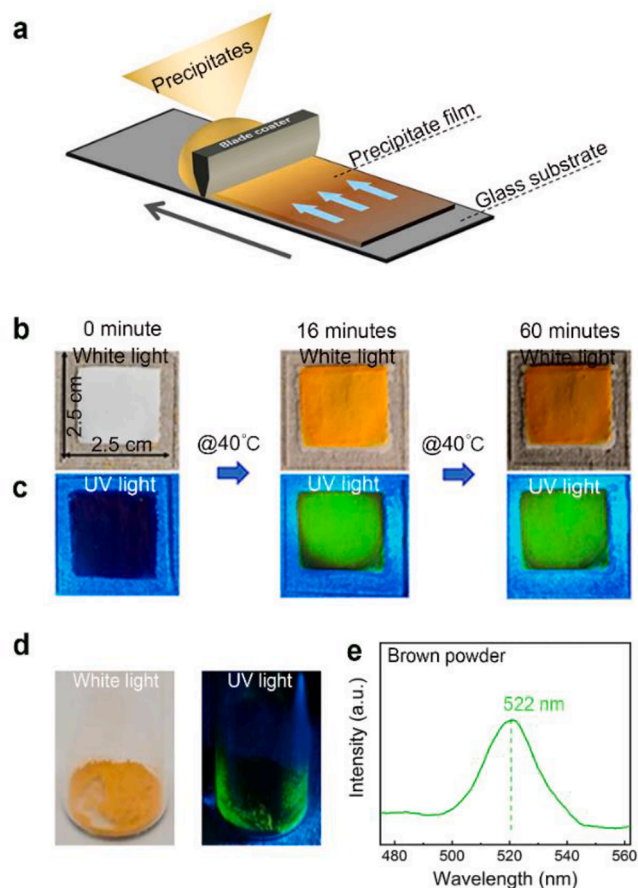 a
Precipitates
Blade coater
Precipitate film
Glass substrate
b
0 minute
16 minutes
60 minutes
White light
White light
White light
2.5 cm
2.5 cm
@40°C
@40°C
c
UV light
UV light
UV light
d
White light
UV light
e
Brown powder
522 nm
Intensity (a.u.)
480 500 520 540 560
Wavelength (nm)